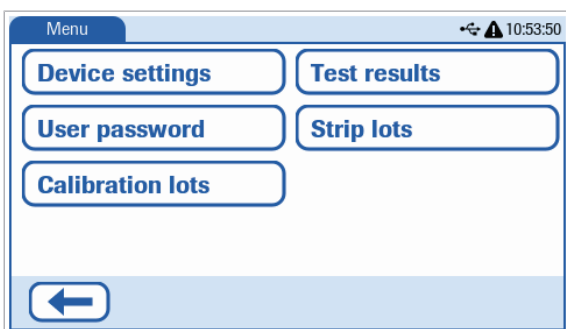 Menu
10:53:50
Device settings
Test results
User password
Strip lots
Calibration lots